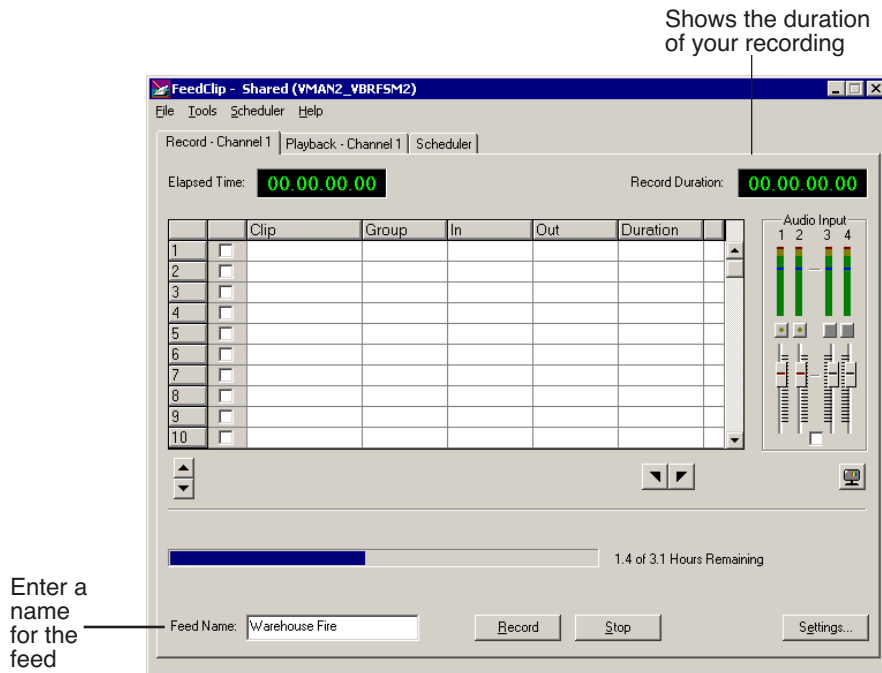 Shows the duration
of your recording
FeedClip - Shared (VMAN2_VBRFSM2)
File Tools Scheduler Help
Record - Channel 1 Playback - Channel 1 Scheduler
Elapsed Time: 00.00.00.00 Record Duration: 00.00.00.00
Clip Group In Out Duration
Audio Input
1 2 3 4
1
2
3
4
5
6
7
8
9
10
1.4 of 3.1 Hours Remaining
Enter a
name
for the
feed
Feed Name: Warehouse Fire Record Stop Settings...